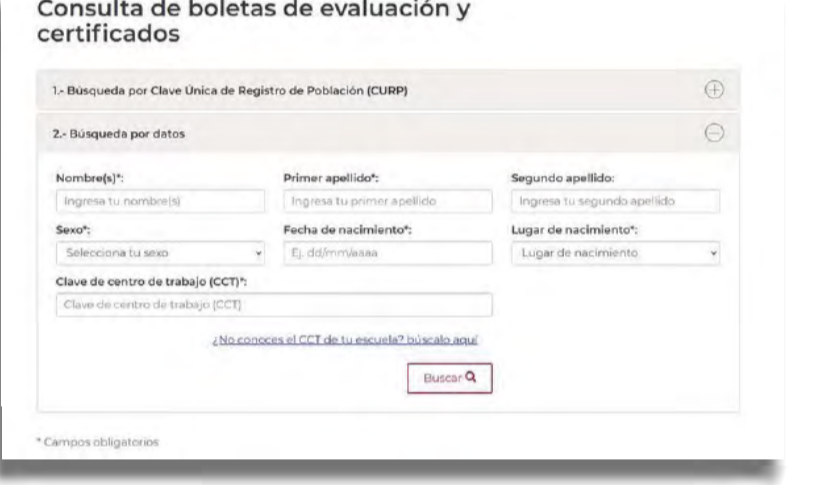 Consulta de boletas de evaluación y
certificados
1.- Búsqueda por Clave Única de Registro de Población (CURP)
2.- Búsqueda por datos
Nombre(s)*: Primer apellido*: Segundo apellido:
Ingresa tu nombre(s) Ingresa tu primer apellido Ingresa tu segundo apellido
Sexo*: Fecha de nacimiento*: Lugar de nacimiento*:
Selecciona tu sexo Ej. dd/mm/aaaa Lugar de nacimiento
Clave de centro de trabajo (CCT)*:
Clave de centro de trabajo (CCT)
¿No conoces el CCT de tu escuela? búscalo aquí
Buscar
* Campos obligatorios